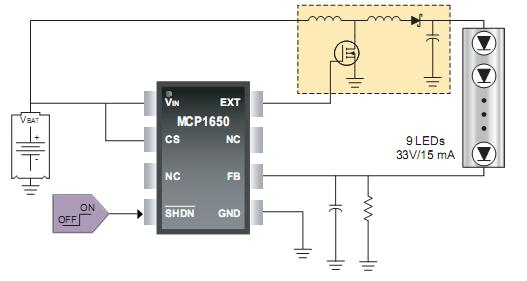 VBAT
+
-
VIN
EXT
MCP1650
CS
NC
NC
FB
SHDN
GND
ON
OFF
9 LEDs
33V/15 mA